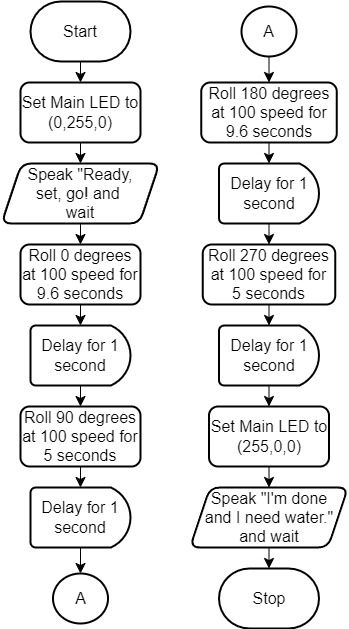 Start
Set Main LED to
(0,255,0)
Speak "Ready,
set, go! and
wait
Roll 0 degrees
at 100 speed for
9.6 seconds
Delay for 1
second
Roll 90 degrees
at 100 speed for
5 seconds
Delay for 1
second
A
A
Roll 180 degrees
at 100 speed for
9.6 seconds
Delay for 1
second
Roll 270 degrees
at 100 speed for
5 seconds
Delay for 1
second
Set Main LED to
(255,0,0)
Speak "I'm done
and I need water."
and wait
Stop